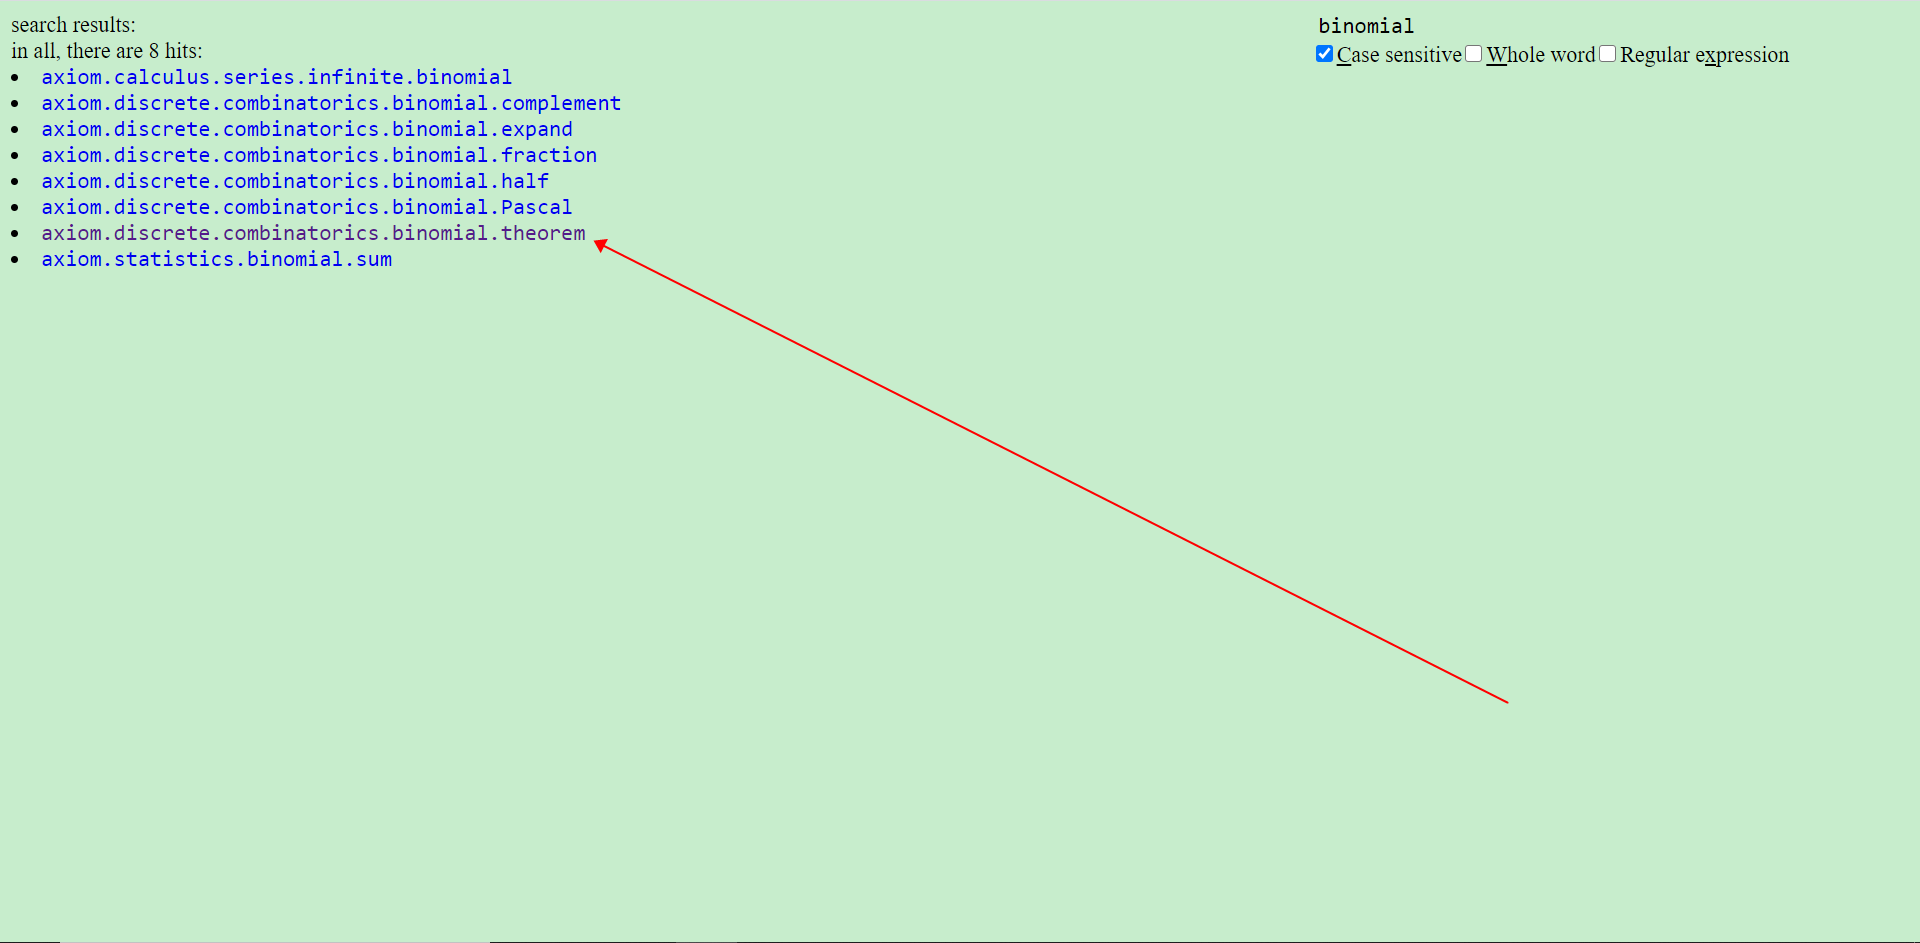 search results:
in all, there are 8 hits:
axiom.calculus.series.infinite.binomial
axiom.discrete.combinatorics.binomial.complement
axiom.discrete.combinatorics.binomial.expand
axiom.discrete.combinatorics.binomial.fraction
axiom.discrete.combinatorics.binomial.half
axiom.discrete.combinatorics.binomial.Pascal
axiom.discrete.combinatorics.binomial.theorem
axiom.statistics.binomial.sum
binomial
Case sensitive Whole word Regular expression